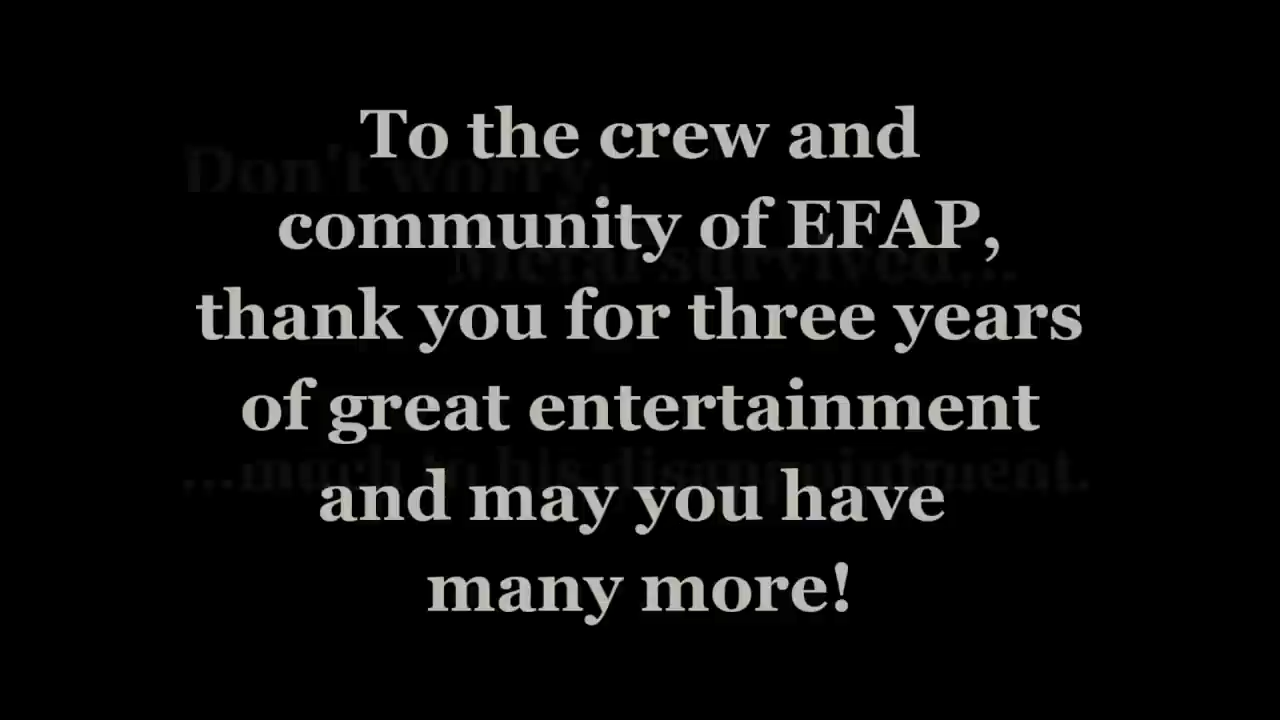 To the crew and
community of EFAP,
thank you for three years
of great entertainment
and may you have
many more!
Don't worry,
survived...
...much to his disappointment.